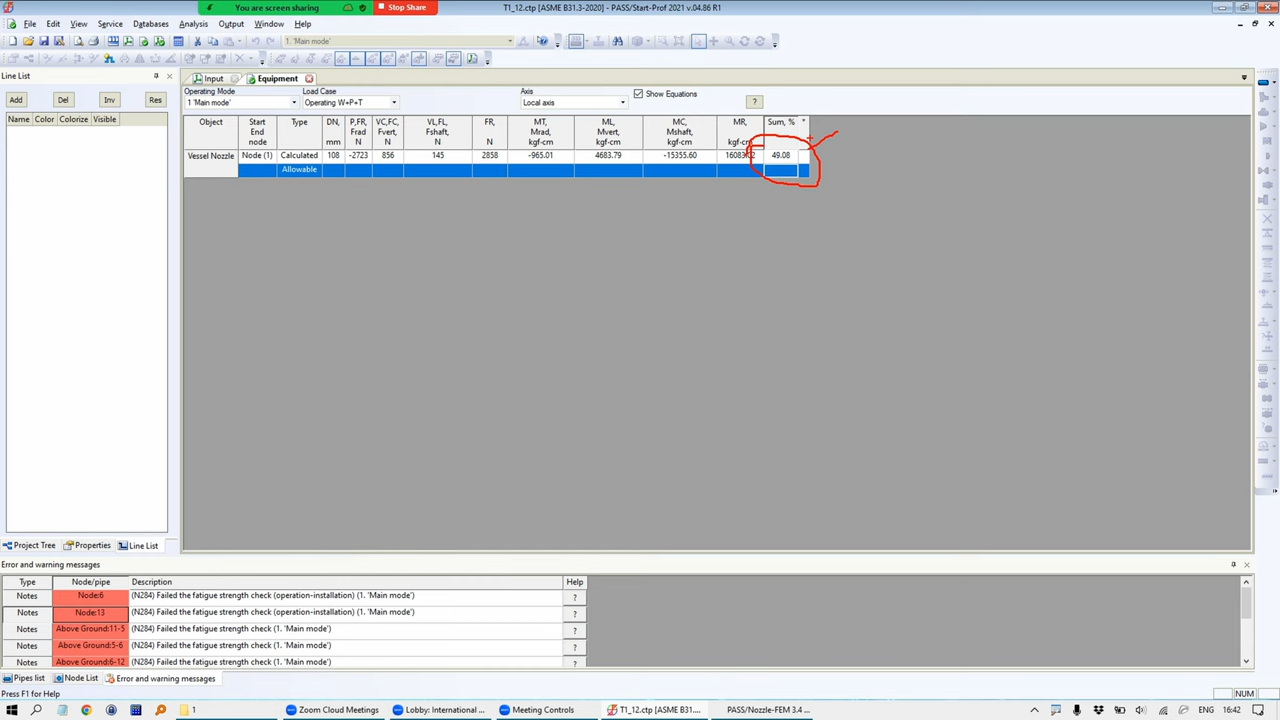 You are screen sharing
Stop Share
T1_12.ctp [ASME B31.3-2020] - PASS/Start-Prof 2021 v.04.86 R1
File Edit View Service Databases Analysis Output Window Help
1. 'Main mode'
Line List
Input
Equipment
Operating Mode
Load Case
Axis
Show Equations
?
1 'Main mode'
Operating W+P+T
Local axis
Add Del Inv Res
Name Color Colorize Visible
Object
Start End node
Type
DN, mm
P,FR, Frad N
VC,FC, Fvert, N
VL,FL, Fshaft, N
FR, N
MT, Mrad, kgf-cm
ML, Mvert, kgf-cm
MC, Mshaft, kgf-cm
MR, kgf-cm
Sum, %
*
Vessel Nozzle Node (1) Calculated 108 -2723 856 145 2858 -965.01 4683.79 -15355.60 49.08
Allowable
Project Tree Properties Line List
Error and warning messages
Type Node/pipe Description Help
Notes Node:6 (N284) Failed the fatigue strength check (operation-installation) (1. 'Main mode') ?
Notes Node:13 (N284) Failed the fatigue strength check (operation-installation) (1. 'Main mode') ?
Notes Above Ground:11-5 (N284) Failed the fatigue strength check (1. 'Main mode') ?
Notes Above Ground:5-6 (N284) Failed the fatigue strength check (1. 'Main mode') ?
Notes Above Ground:6-12 (N284) Failed the fatigue strength check (1. 'Main mode') ?
Pipes list Node List Error and warning messages
Press F1 for Help
NUM
1
Zoom Cloud Meetings
Lobby: International ...
Meeting Controls
T1_12.ctp [ASME B31....
PASS/Nozzle-FEM 3.4 ...
ENG
16:42